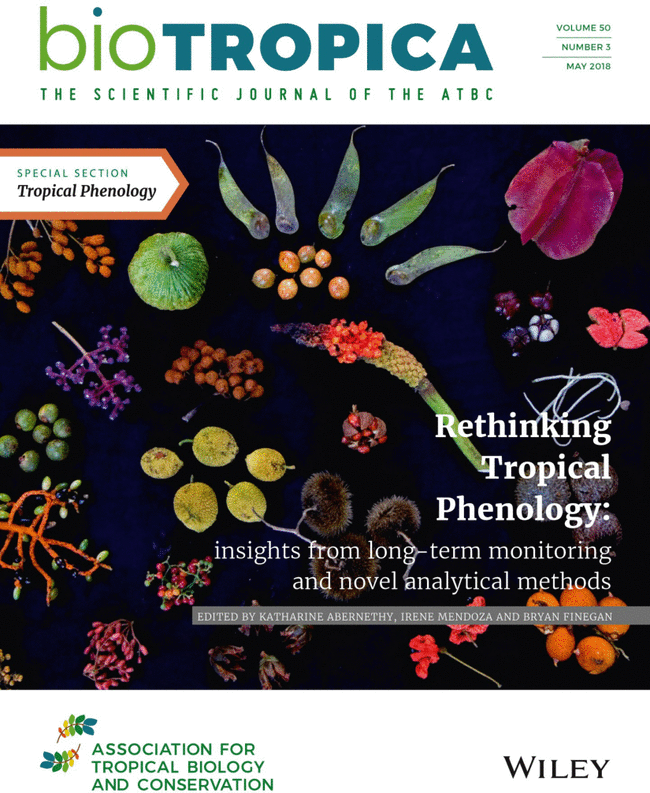 bioTROPICA
VOLUME 50
NUMBER 3
MAY 2018
THE SCIENTIFIC JOURNAL OF THE ATBC
SPECIAL SECTION
Tropical Phenology
Rethinking
Tropical
Phenology:
insights from long-term monitoring
and novel analytical methods
EDITED BY KATHARINE ABERNETHY, IRENE MENDOZA AND BRYAN FINEGAN
ASSOCIATION FOR
TROPICAL BIOLOGY
AND CONSERVATION
WILEY